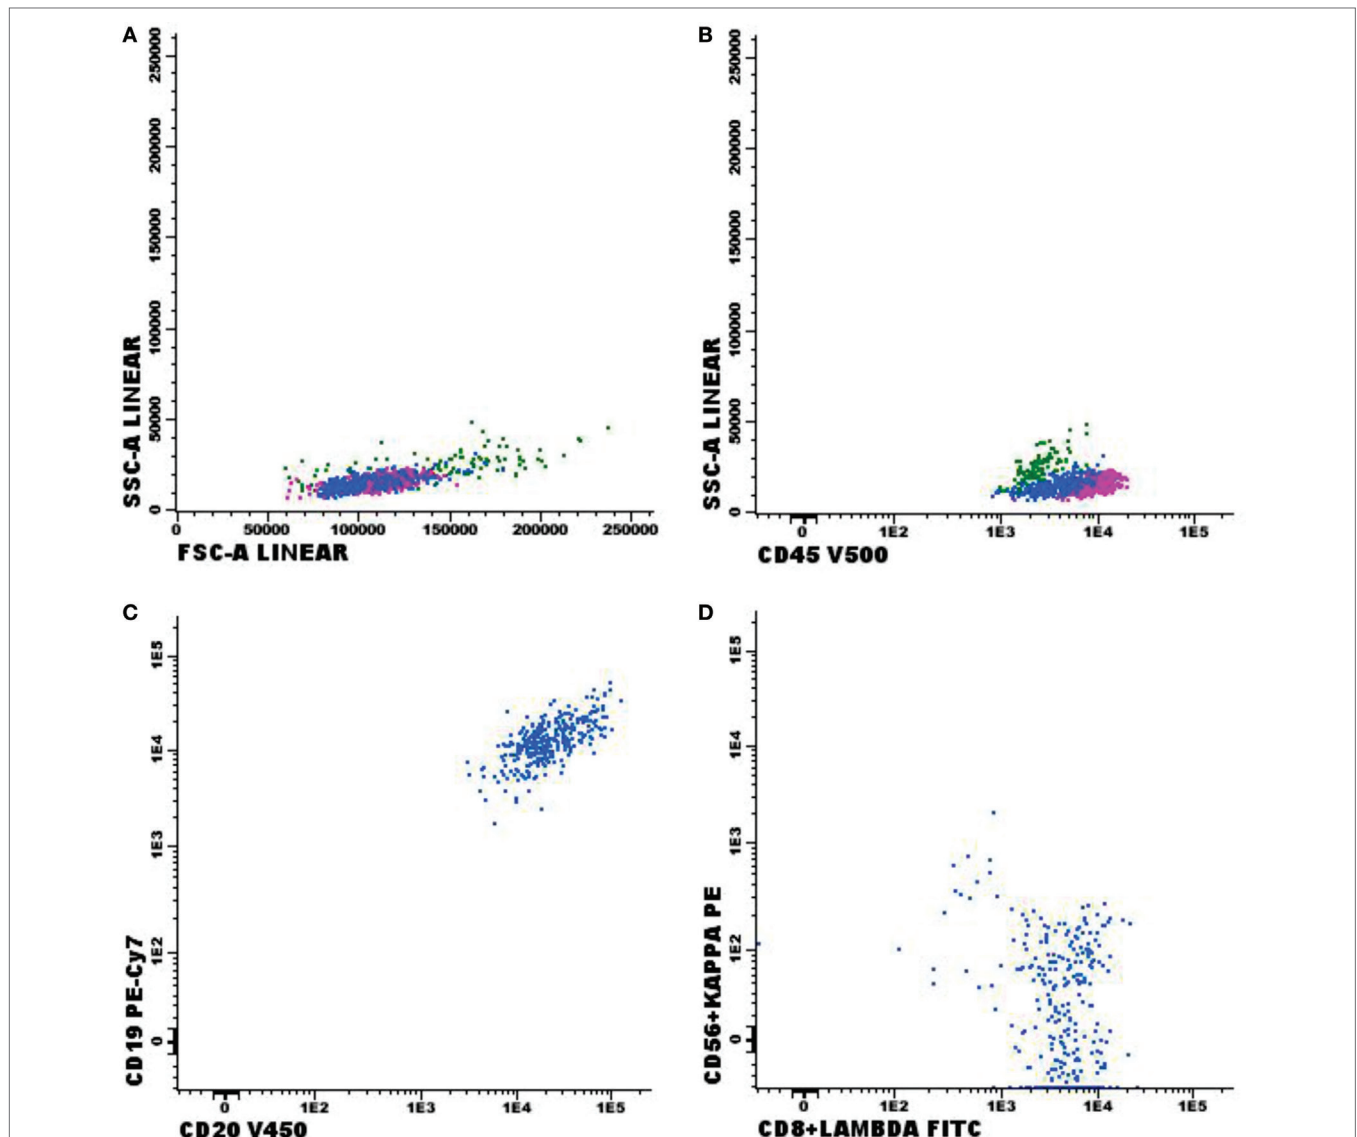 A
B
250000
200000
150000
100000
50000
0
SSC-A LINEAR
0 50000 100000 150000 200000 250000
FSC-A LINEAR
250000
200000
150000
100000
50000
0
SSC-A LINEAR
0 1E2 1E3 1E4 1E5
CD45 V500
C
D
1E5
1E4
1E3
1E2
0
CD19 PE-Cy7
0 1E2 1E3 1E4 1E5
CD20 V450
1E5
1E4
1E3
1E2
0
CD56+KAPPA PE
0 1E2 1E3 1E4 1E5
CD8+LAMBDA FITC